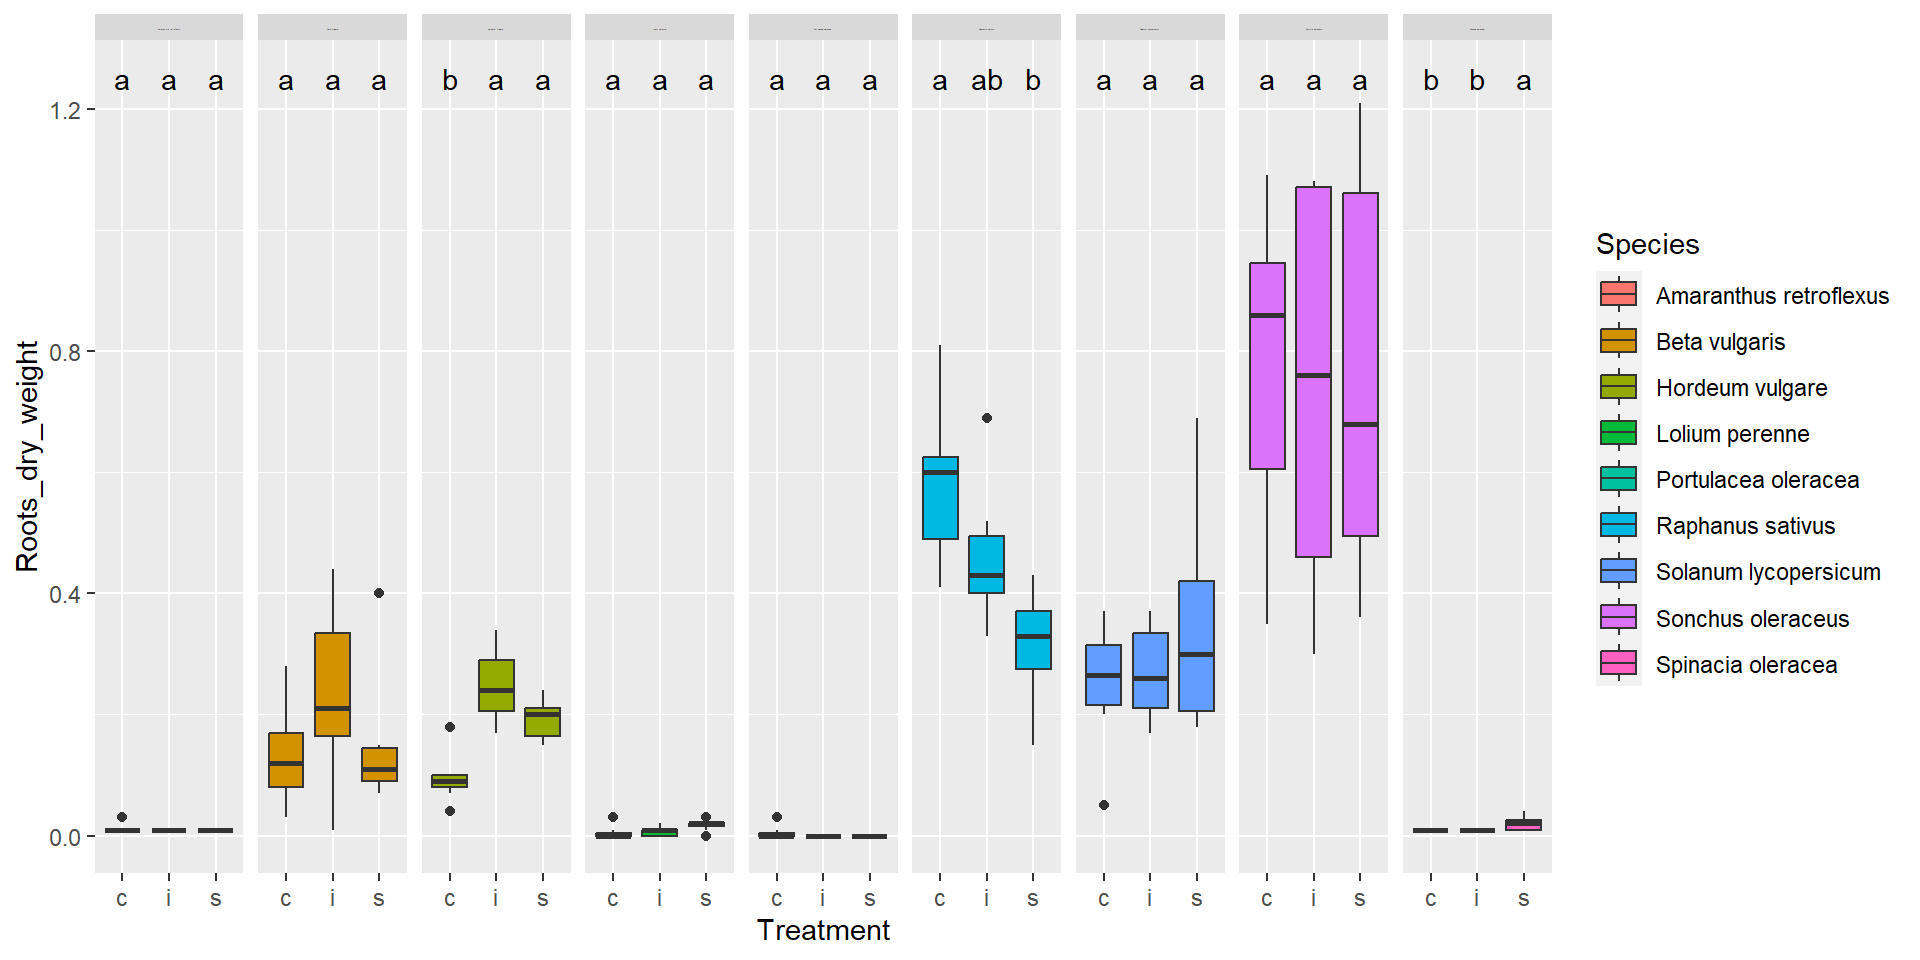 a a a a a a b a a a a a a a a a ab b a a a a a a b b a
1.2
0.8
0.4
0.0
Roots_dry_weight
c i s c i s c i s c i s c i s c i s c i s c i s c i s
Treatment
Species
Amaranthus retroflexus
Beta vulgaris
Hordeum vulgare
Lolium perenne
Portulacea oleracea
Raphanus sativus
Solanum lycopersicum
Sonchus oleraceus
Spinacia oleracea